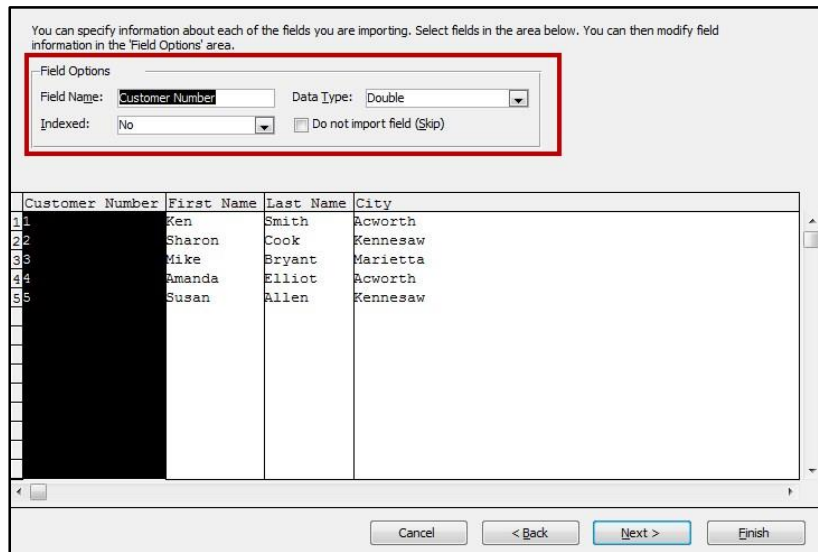 You can specify information about each of the fields you are importing. Select fields in the area below. You can then modify field
information in the 'Field Options' area.
Field Options
Field Name: Customer Number Data Type: Double
Indexed: No Do not import field (Skip)
Customer Number First Name Last Name City
1 1 Ken Smith Acworth
2 2 Sharon Cook Kennesaw
3 3 Mike Bryant Marietta
4 4 Amanda Elliot Acworth
5 5 Susan Allen Kennesaw
Cancel < Back Next > Finish